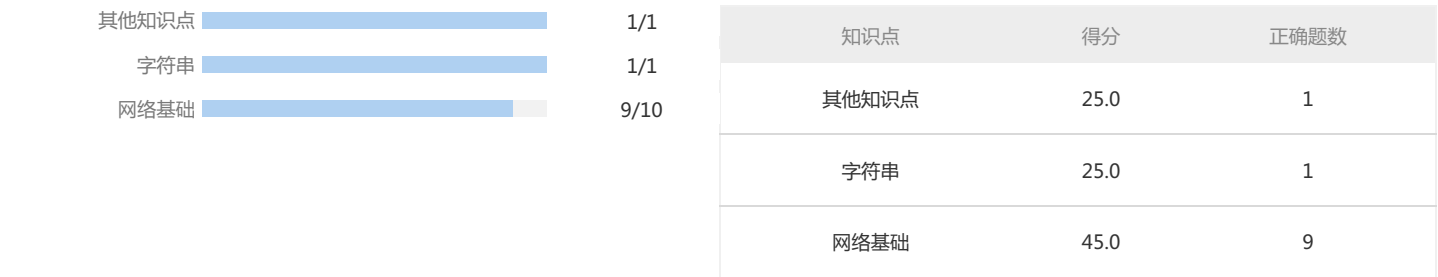 其他知识点 1/1
字符串 1/1
网络基础 9/10
知识点 得分 正确题数
其他知识点 25.0 1
字符串 25.0 1
网络基础 45.0 9